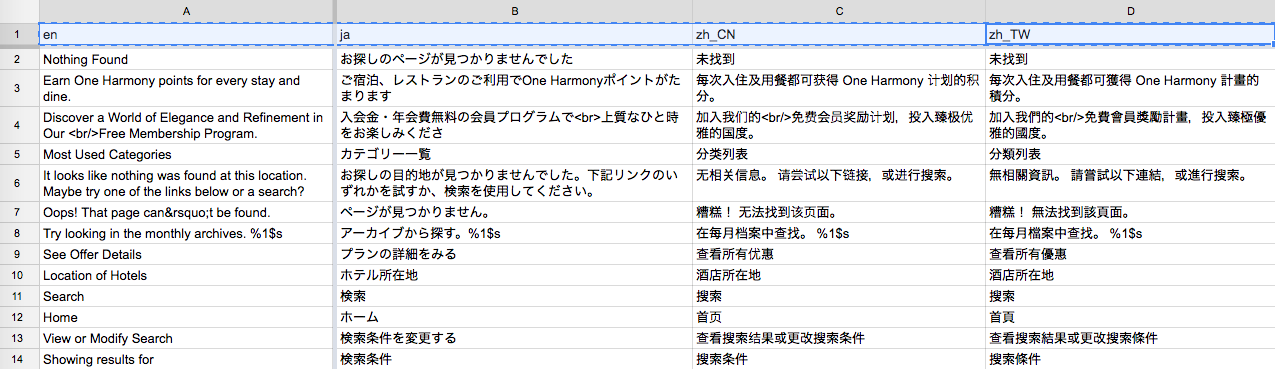 A B C D
1 en ja zh_CN zh_TW
2 Nothing Found お探しのページが見つかりませんでした 未找到 未找到
3 Earn One Harmony points for every stay and ご宿泊、レストランのご利用でOne Harmonyポイントがた 每次入住及用餐都可获得 One Harmony 计划的积 每次入住及用餐都可獲得 One Harmony 計畫的
dine. まります 分。 積分。
4 Discover a World of Elegance and Refinement in 入会金・年会費無料の会員プログラムで<br>上質なひと時 加入我们的<br/>免费会员奖励计划，投入臻极优 加入我們的<br/>免費會員獎勵計畫，投入臻極優
Our <br/>Free Membership Program. をお楽しみくださ 雅的国度。 雅的國度。
5 Most Used Categories カテゴリー一覧 分类列表 分類列表
6 It looks like nothing was found at this location. お探しの目的地が見つかりませんでした。下記リンクのい 无相关信息。 请尝试以下链接，或进行搜索。 無相關資訊。 請嘗試以下連結，或進行搜索。
Maybe try one of the links below or a search? ずれかを試すか、検索を使用してください。
7 Oops! That page can&rsquo;t be found. ページが見つかりません。 糟糕！ 无法找到该页面。 糟糕！ 無法找到該頁面。
8 Try looking in the monthly archives. %1$s アーカイブから探す。%1$s 在每月档案中查找。 %1$s 在每月檔案中查找。 %1$s
9 See Offer Details プランの詳細をみる 查看所有优惠 查看所有優惠
10 Location of Hotels ホテル所在地 酒店所在地 酒店所在地
11 Search 検索 搜索 搜索
12 Home ホーム 首页 首頁
13 View or Modify Search 検索条件を変更する 查看搜索结果或更改搜索条件 查看搜索結果或更改搜索條件
14 Showing results for 検索条件 搜索条件 搜索條件